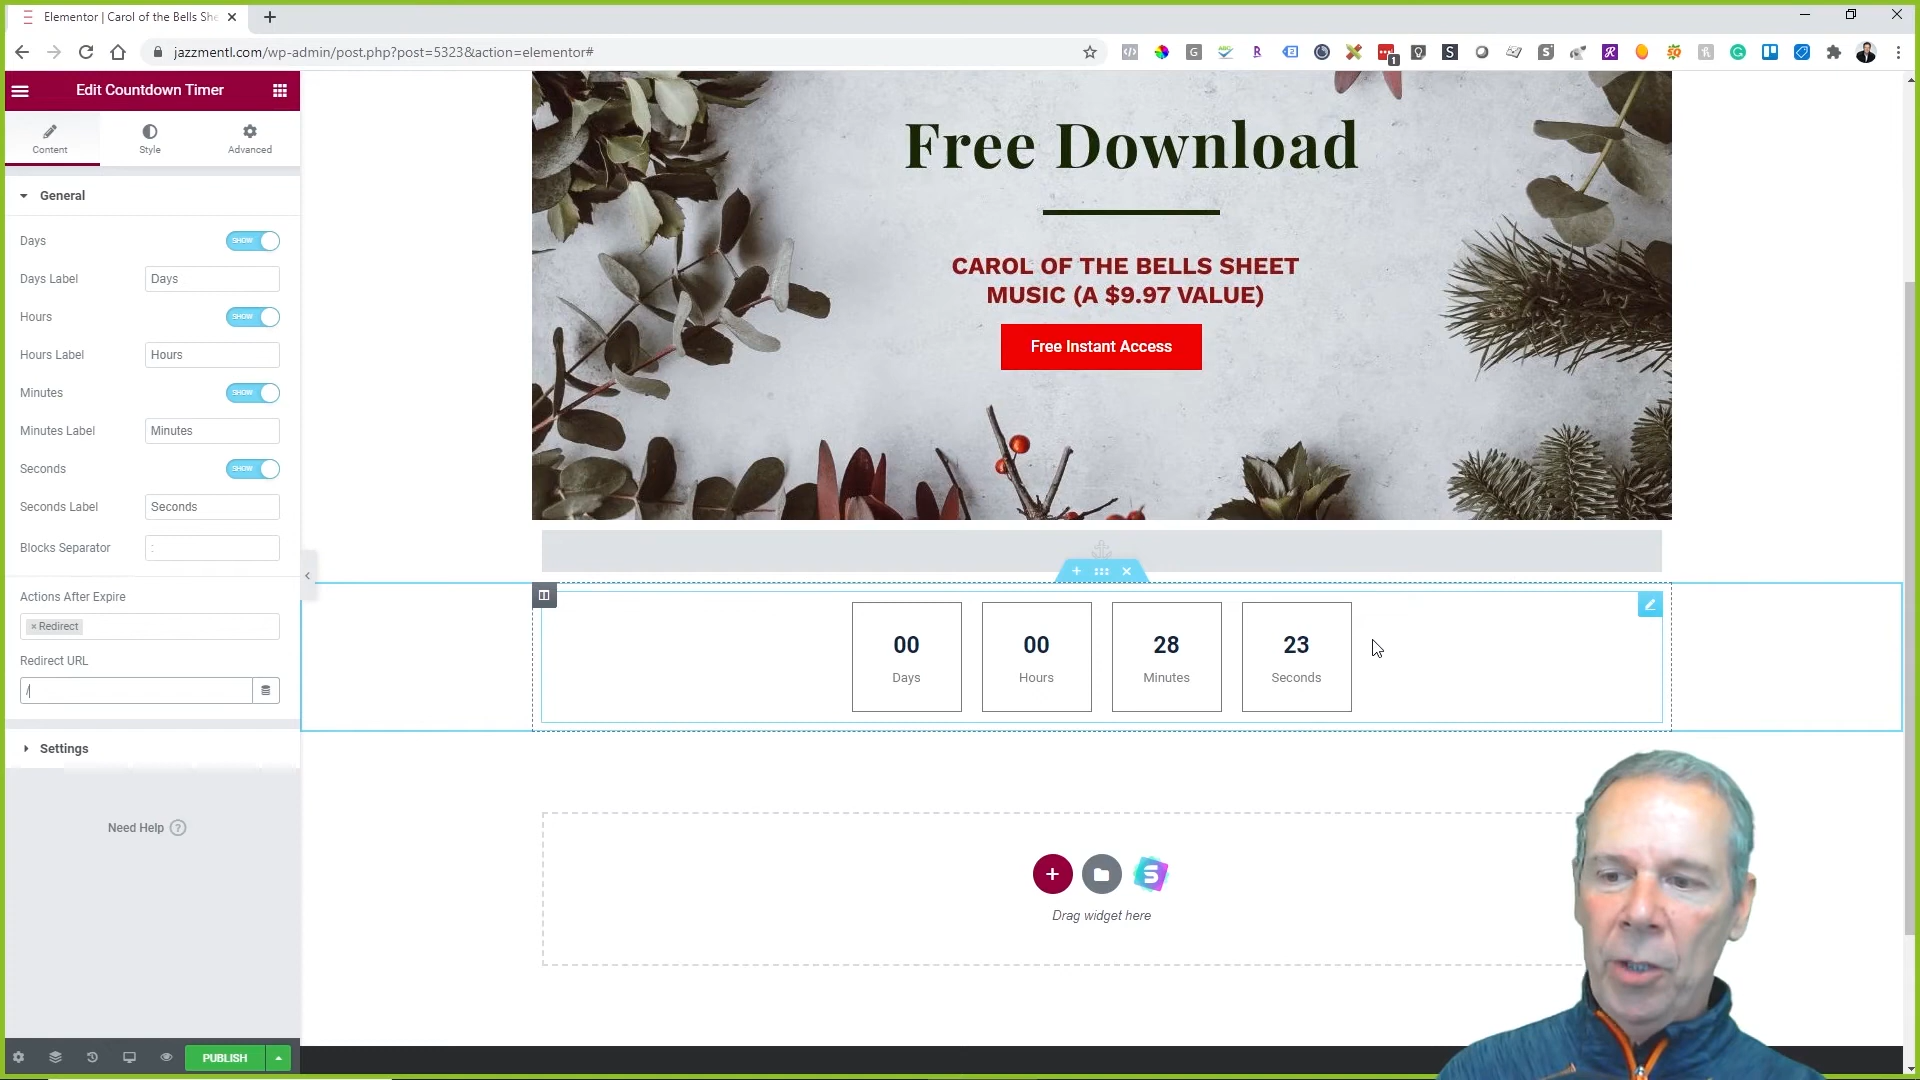 Elementor | Carol of the Bells She
jazzmentl.com/wp-admin/post.php?post=5323&action=elementor#
Edit Countdown Timer
Content
Style
Advanced
General
Days
SHOW
Days Label
Days
Hours
SHOW
Hours Label
Hours
Minutes
SHOW
Minutes Label
Minutes
Seconds
SHOW
Seconds Label
Seconds
Blocks Separator
:
Actions After Expire
× Redirect
Redirect URL
/
Settings
Need Help ?
PUBLISH
Free Download
CAROL OF THE BELLS SHEET
MUSIC (A $9.97 VALUE)
Free Instant Access
00
Days
00
Hours
28
Minutes
23
Seconds
Drag widget here